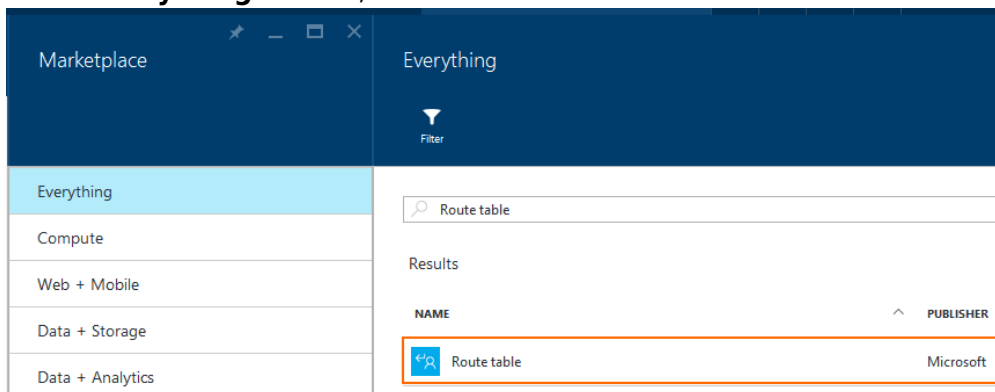 Marketplace
Everything
Filter
Everything
Compute
Web + Mobile
Data + Storage
Data + Analytics
Route table
Results
NAME PUBLISHER
Route table Microsoft